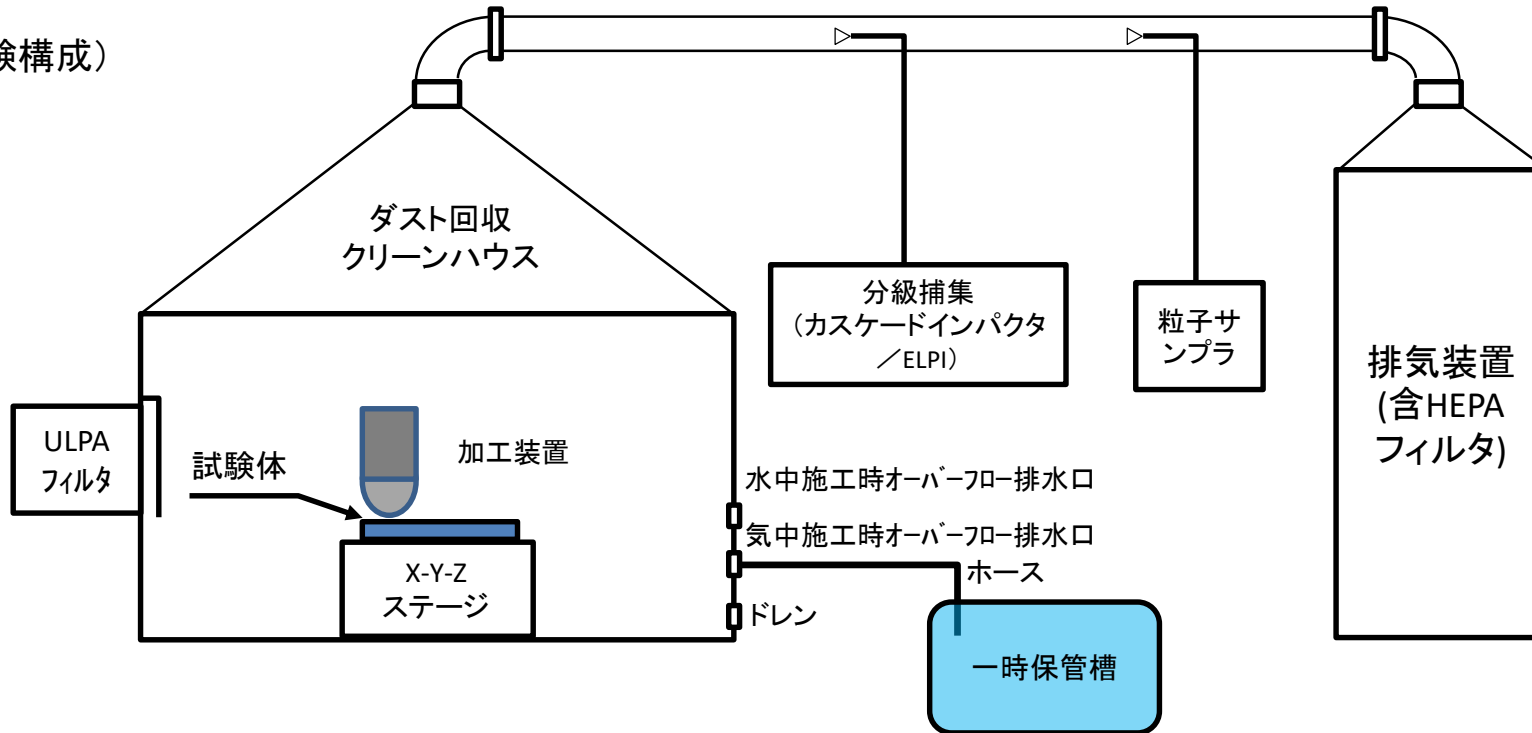 験構成）
ダスト回収
クリーンハウス
分級捕集
（カスケードインパクタ
／ELPI）
粒子サ
ンプラ
排気装置
(含HEPA
フィルタ)
ULPA
フィルタ
試験体
加工装置
水中施工時オーバーフロー排水口
気中施工時オーバーフロー排水口
ホース
X-Y-Z
ステージ
ドレン
一時保管槽